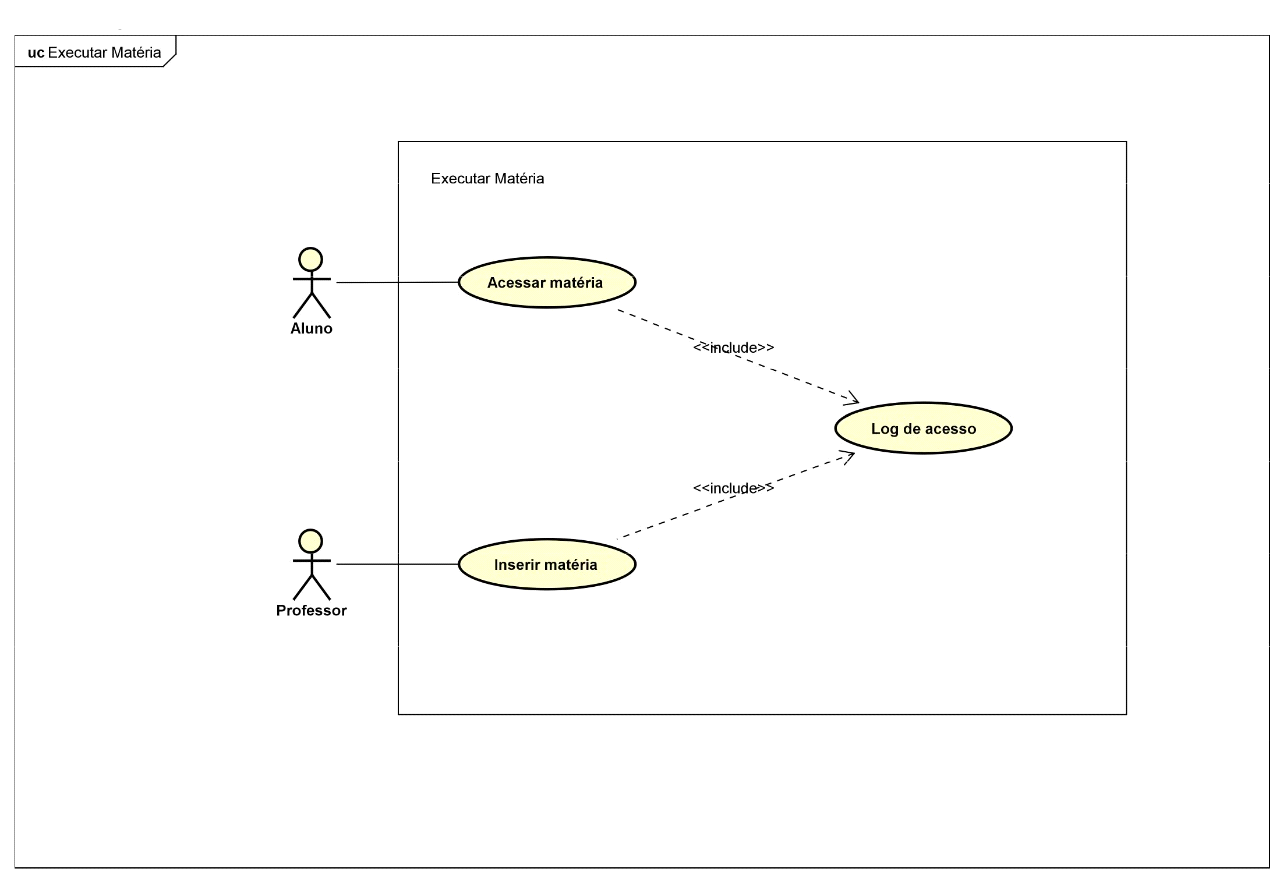 uc Executar Matéria
Executar Matéria
Acessar matéria
Aluno
<<include>>
Log de acesso
<<include>>
Inserir matéria
Professor